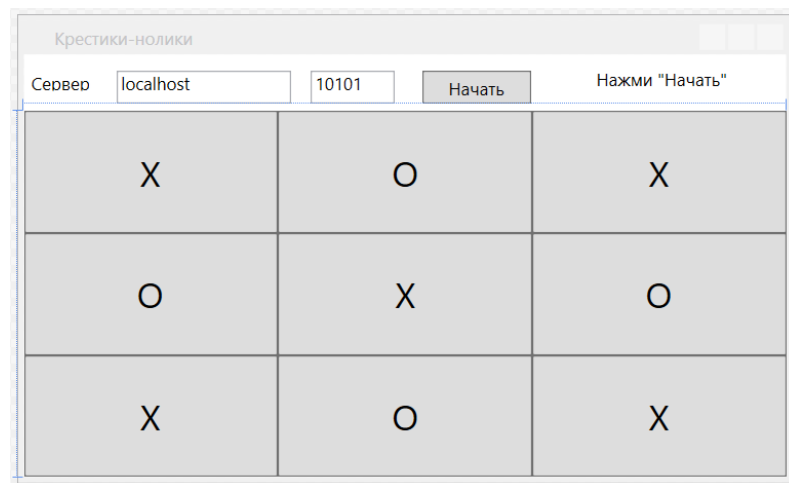 Крестики-нолики
Сервер localhost 10101 Начать Нажми "Начать"
X O X
O X O
X O X